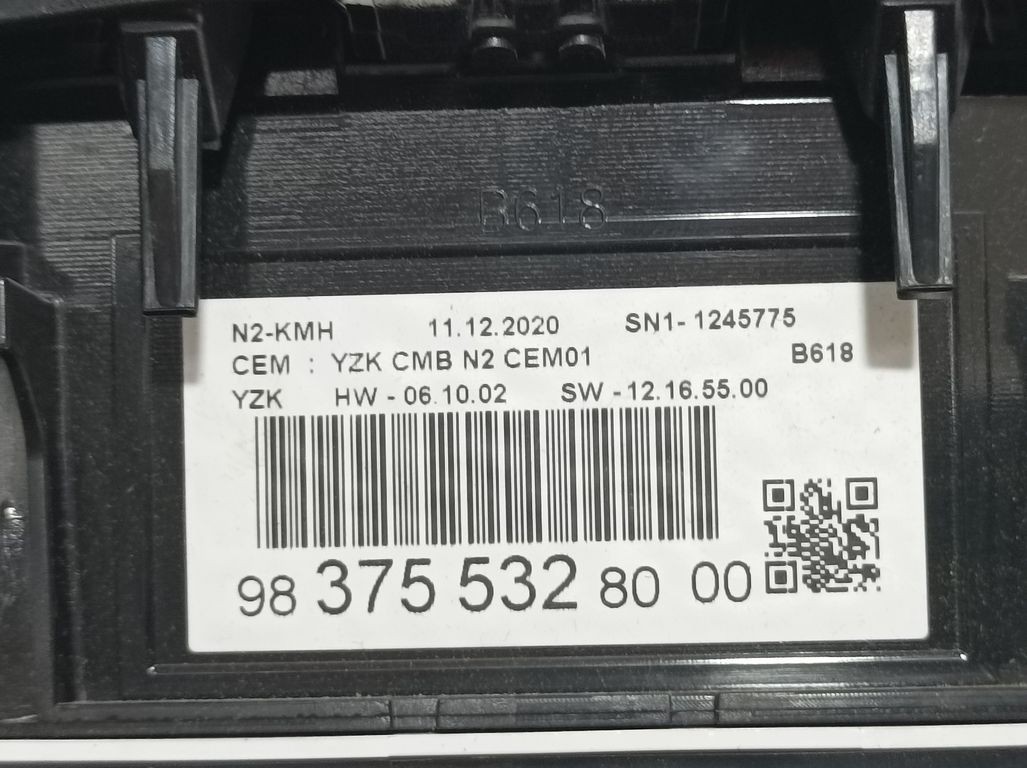 B618
N2-KMH 11.12.2020 SN1- 1245775
CEM : YZK CMB N2 CEM01 B618
YZK HW - 06.10.02 SW - 12.16.55.00
98 375 532 80 00